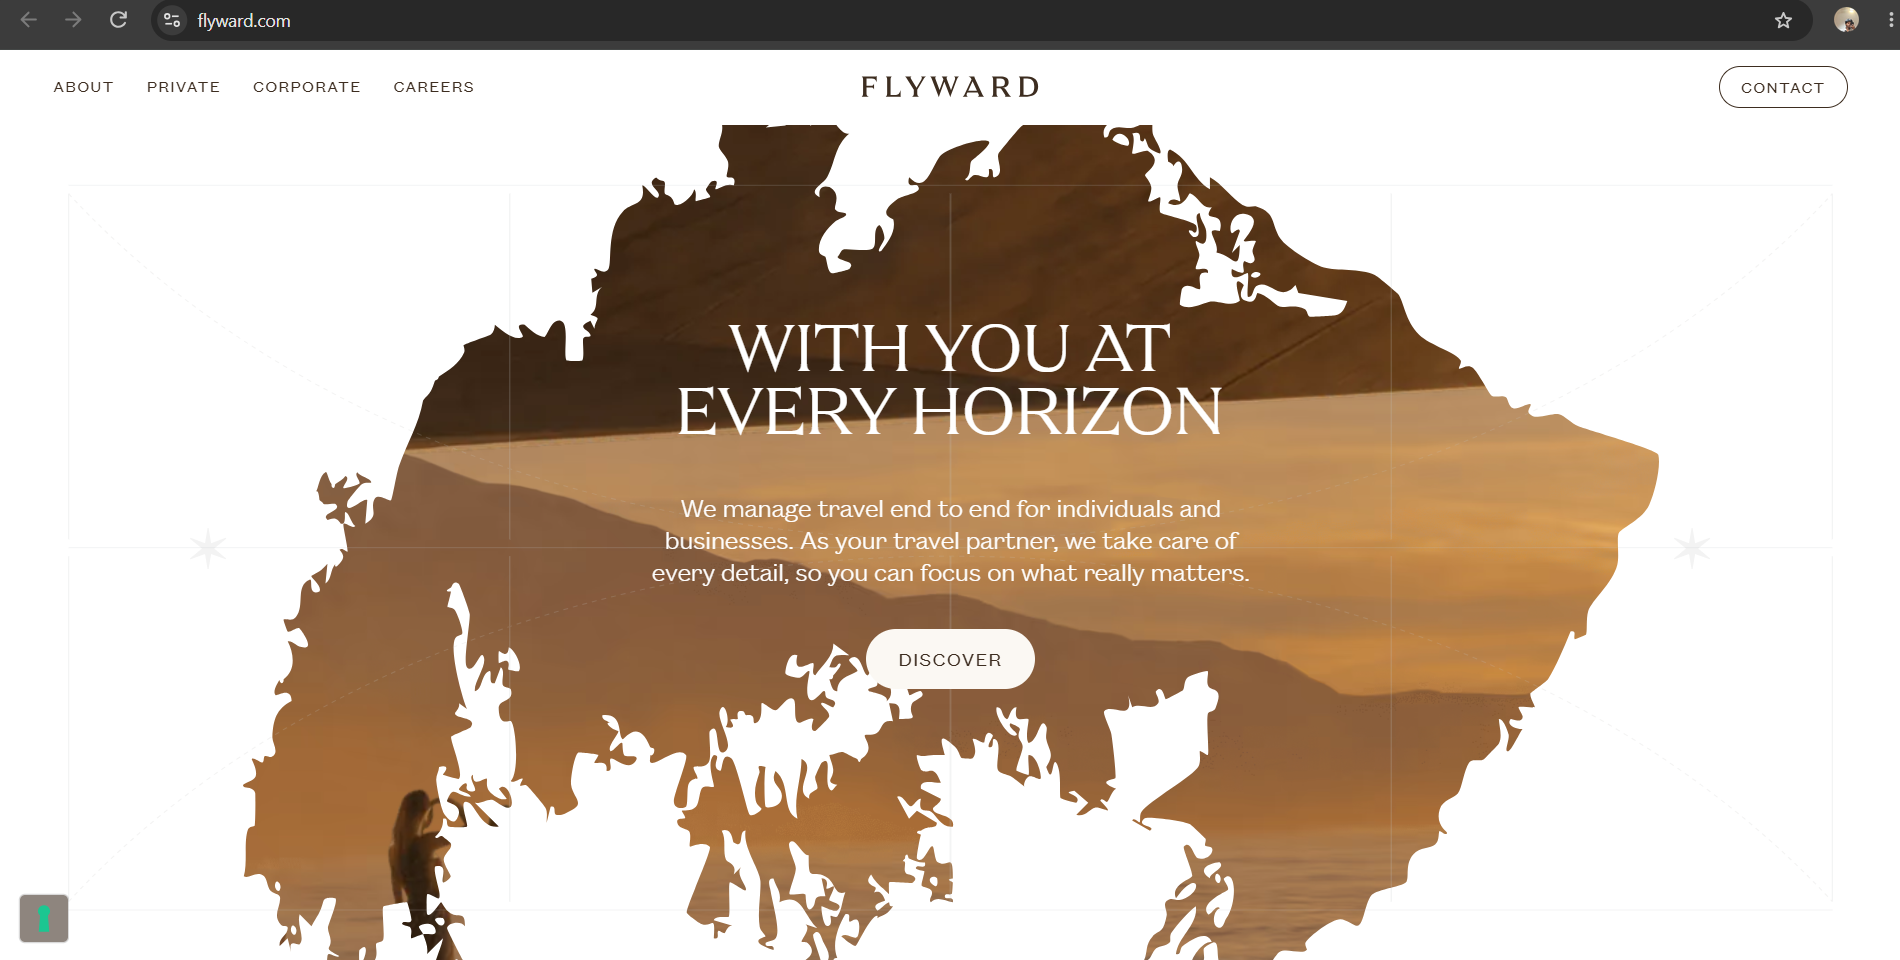 flyward.com
ABOUT PRIVATE CORPORATE CAREERS
FLYWARD
CONTACT
WITH YOU AT
EVERY HORIZON
We manage travel end to end for individuals and
businesses. As your travel partner, we take care of
every detail, so you can focus on what really matters.
DISCOVER